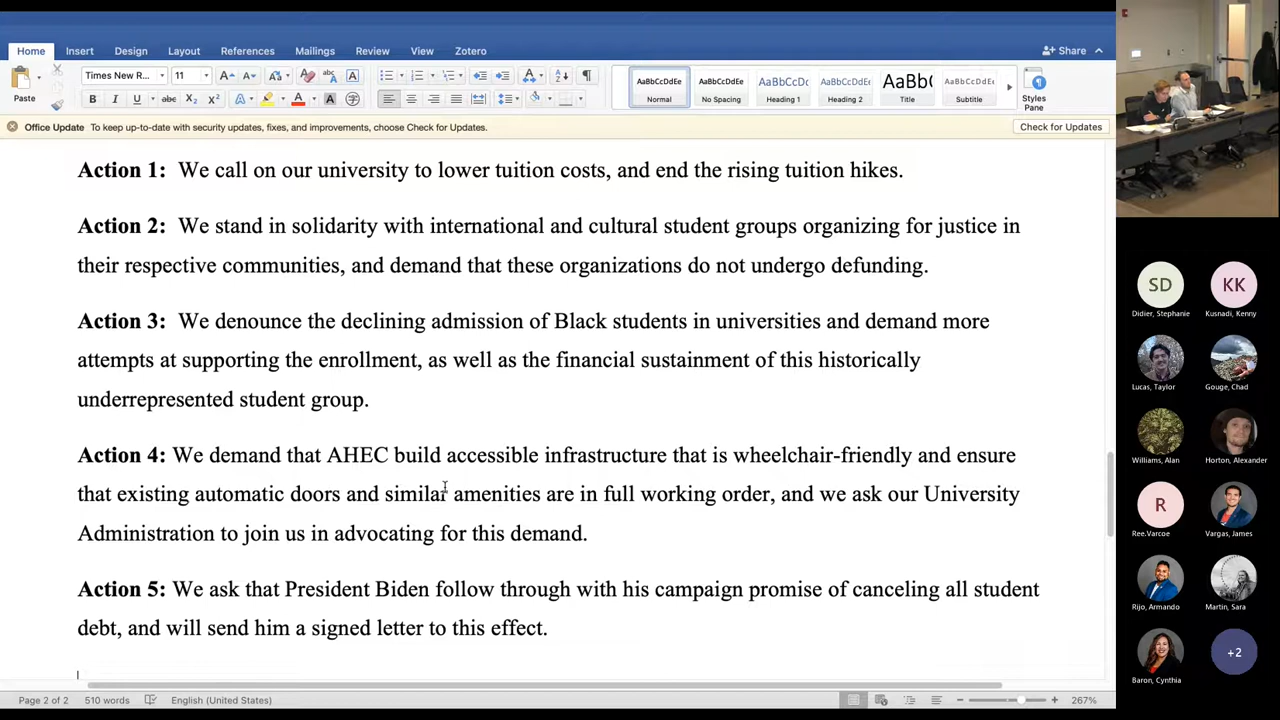 Home Insert Design Layout References Mailings Review View Zotero Share
Paste Times New R... 11 AaBbCcDdEe Normal AaBbCcDdEe No Spacing AaBbCcDc Heading 1 AaBbCcDdEe Heading 2 AaBb( Title AaBbCcDdEe Subtitle Styles Pane
Office Update To keep up-to-date with security updates, fixes, and improvements, choose Check for Updates. Check for Updates
Action 1: We call on our university to lower tuition costs, and end the rising tuition hikes.
Action 2: We stand in solidarity with international and cultural student groups organizing for justice in
their respective communities, and demand that these organizations do not undergo defunding.
Action 3: We denounce the declining admission of Black students in universities and demand more
attempts at supporting the enrollment, as well as the financial sustainment of this historically
underrepresented student group.
Action 4: We demand that AHEC build accessible infrastructure that is wheelchair-friendly and ensure
that existing automatic doors and similar amenities are in full working order, and we ask our University
Administration to join us in advocating for this demand.
Action 5: We ask that President Biden follow through with his campaign promise of canceling all student
debt, and will send him a signed letter to this effect.
Page 2 of 2 510 words English (United States) 267%
SD KK
Didier, Stephanie Kusnadi, Kenny
Lucas, Taylor Gouge, Chad
Williams, Alan Horton, Alexander
R
Ree.Varcoe Vargas, James
Rijo, Armando Martin, Sara
+2
Baron, Cynthia